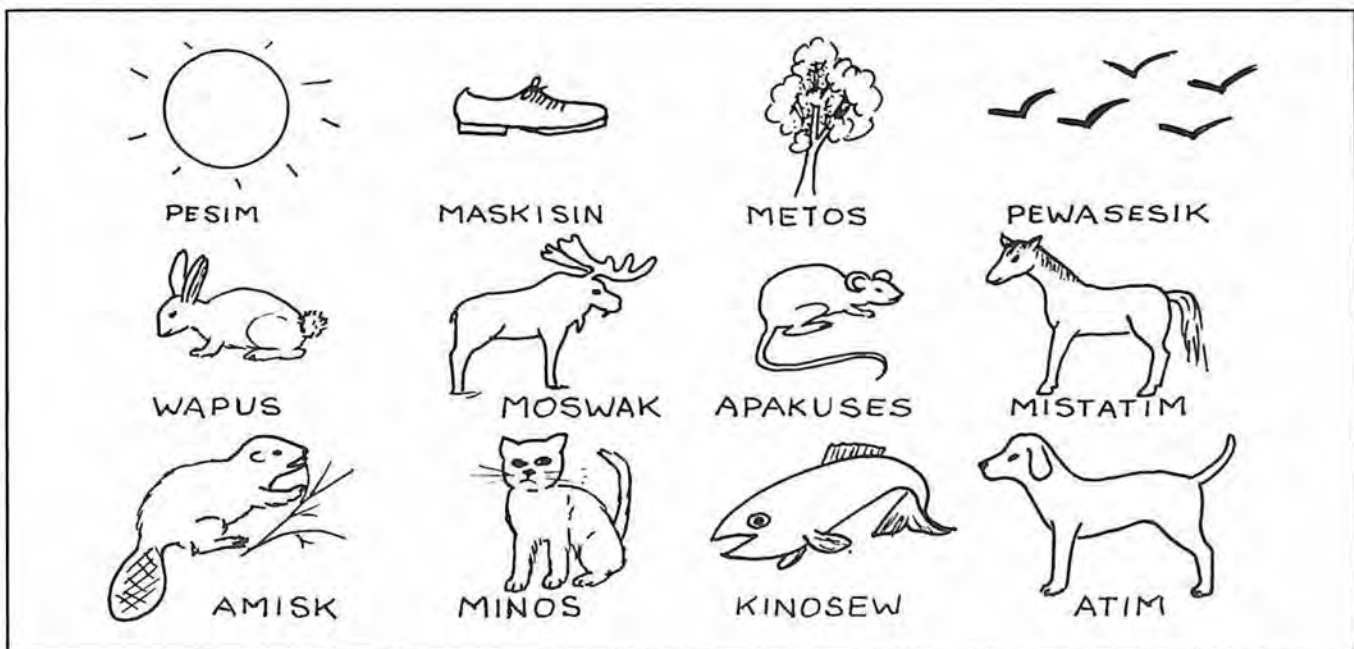 PESIM MASKISIN METOS PEWASESIK
WAPUS MOSWAK APAKUSES MISTATIM
AMISK MINOS KINOSEW ATIM